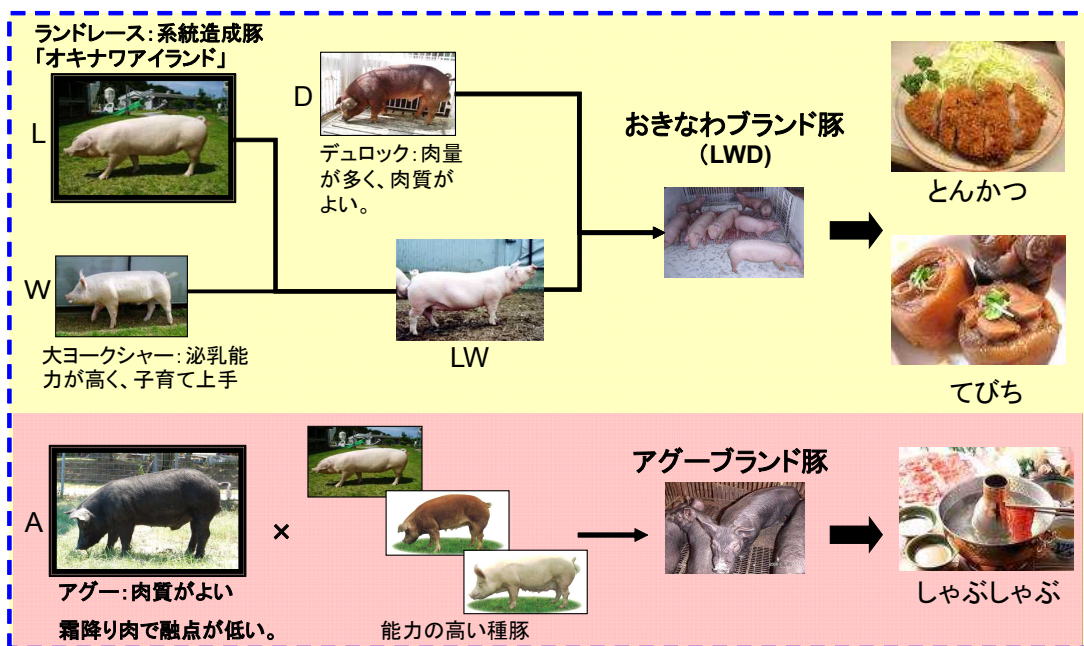 ランドレース：系統造成豚
「オキナワアイランド」
L
D
デュロック：肉量
が多く、肉質が
よい。
W
大ヨークシャー：泌乳能
力が高く、子育て上手
LW
おきなわブランド豚
（LWD)
とんかつ
てびち
A
アグー：肉質がよい
霜降り肉で融点が低い。
×
能力の高い種豚
アグーブランド豚
しゃぶしゃぶ